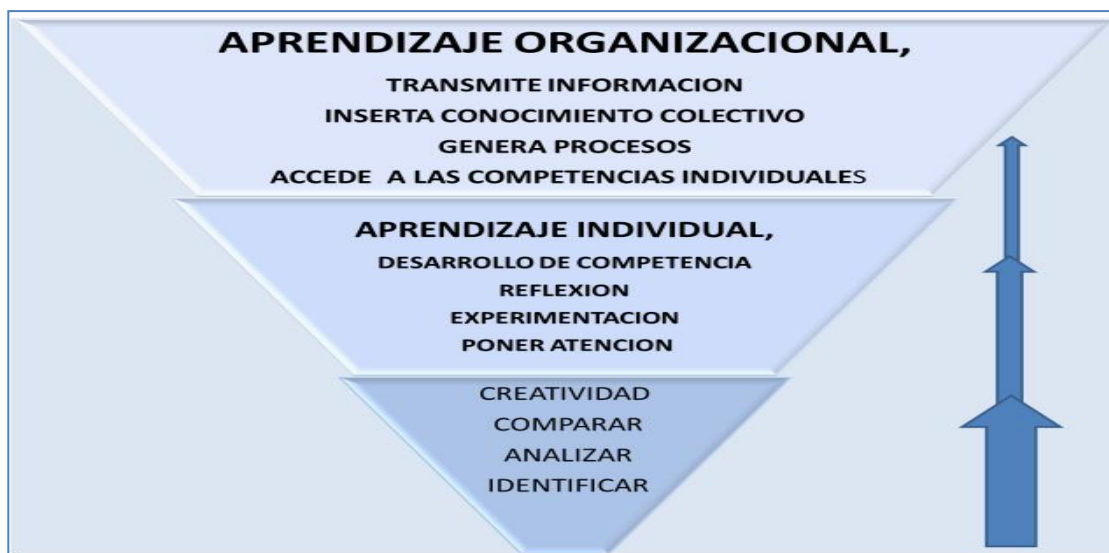 APRENDIZAJE ORGANIZACIONAL,
TRANSMITE INFORMACION
INSERTA CONOCIMIENTO COLECTIVO
GENERA PROCESOS
ACCEDE A LAS COMPETENCIAS INDIVIDUALES
APRENDIZAJE INDIVIDUAL,
DESARROLLO DE COMPETENCIA
REFLEXION
EXPERIMENTACION
PONER ATENCION
CREATIVIDAD
COMPARAR
ANALIZAR
IDENTIFICAR